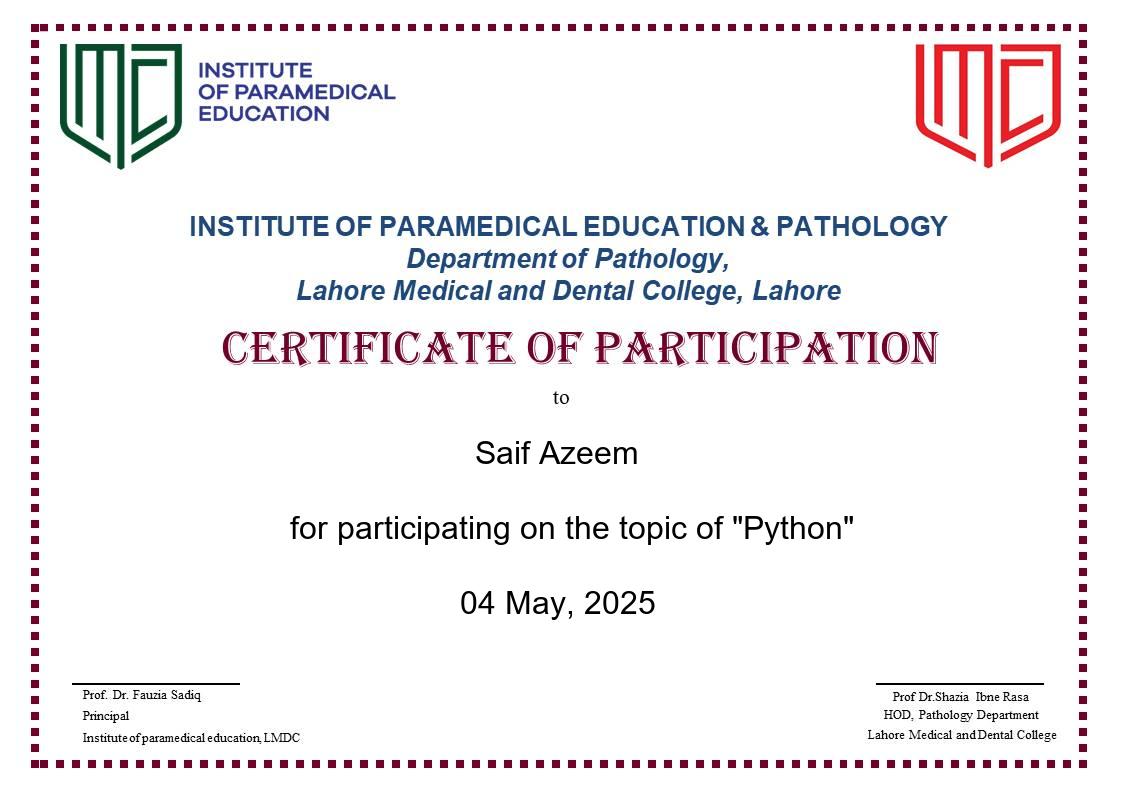 INSTITUTE
OF PARAMEDICAL
EDUCATION
INSTITUTE OF PARAMEDICAL EDUCATION & PATHOLOGY
Department of Pathology,
Lahore Medical and Dental College, Lahore
CERTIFICATE OF PARTICIPATION
to
Saif Azeem
for participating on the topic of "Python"
04 May, 2025
Prof. Dr. Fauzia Sadiq
Principal
Institute of paramedical education, LMDC
Prof Dr.Shazia Ibne Rasa
HOD, Pathology Department
Lahore Medical and Dental College